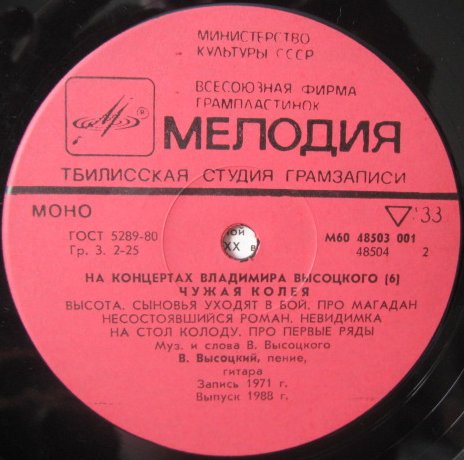 МИНИСТЕРСТВО
КУЛЬТУРЫ СССР
ВСЕСОЮЗНАЯ ФИРМА
ГРАМПЛАСТИНОК
МЕЛОДИЯ
ТБИЛИССКАЯ СТУДИЯ ГРАМЗАПИСИ
МОНО
33
ГОСТ 5289-80
М60 48503 001
Гр. 3. 2-25
48504 2
НА КОНЦЕРТАХ ВЛАДИМИРА ВЫСОЦКОГО (6)
ЧУЖАЯ КОЛЕЯ
ВЫСОТА. СЫНОВЬЯ УХОДЯТ В БОЙ. ПРО МАГАДАН
НЕСОСТОЯВШИЙСЯ РОМАН. НЕВИДИМКА
НА СТОЛ КОЛОДУ. ПРО ПЕРВЫЕ РЯДЫ
Муз. и слова В. Высоцкого
В. Высоцкий, пение,
гитара
Запись 1971 г.
Выпуск 1988 г.